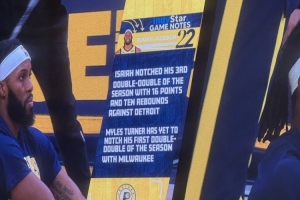 Star
GAME NOTES
22
ISAIAH NOTCHED HIS 3RD
DOUBLE-DOUBLE OF THE
SEASON WITH 16 POINTS
AND TEN REBOUNDS
AGAINST DETROIT
MYLES TURNER HAS YET TO
NOTCH HIS FIRST DOUBLE-
DOUBLE OF THE SEASON
WITH MILWAUKEE